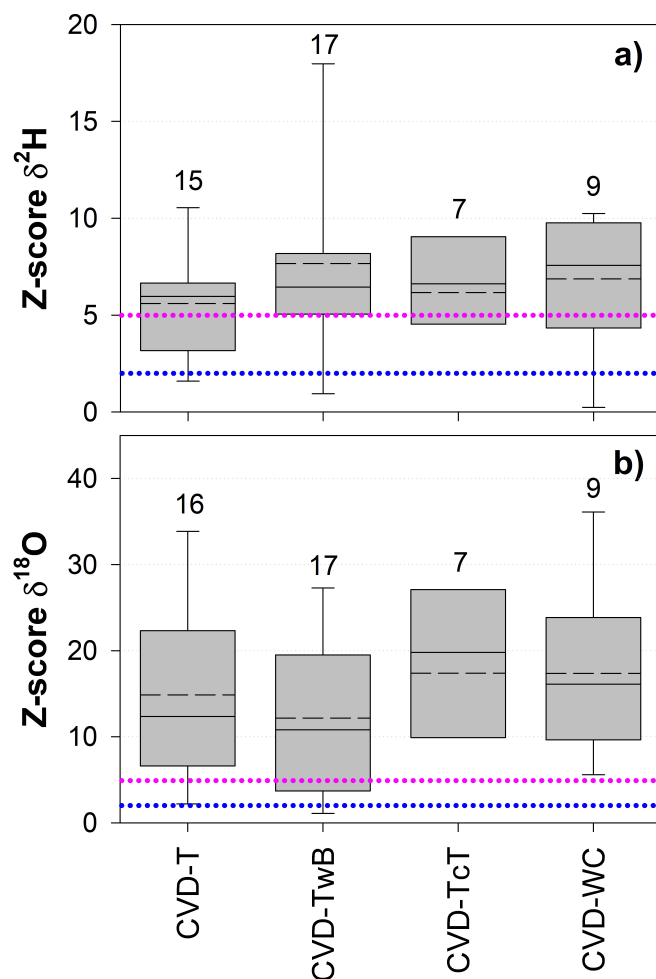 a)
Z-score δ²H
20
15
10
5
0
15
17
7
9
b)
Z-score δ¹⁸O
40
30
20
10
0
16
17
7
9
CVD-T
CVD-TwB
CVD-TcT
CVD-WC